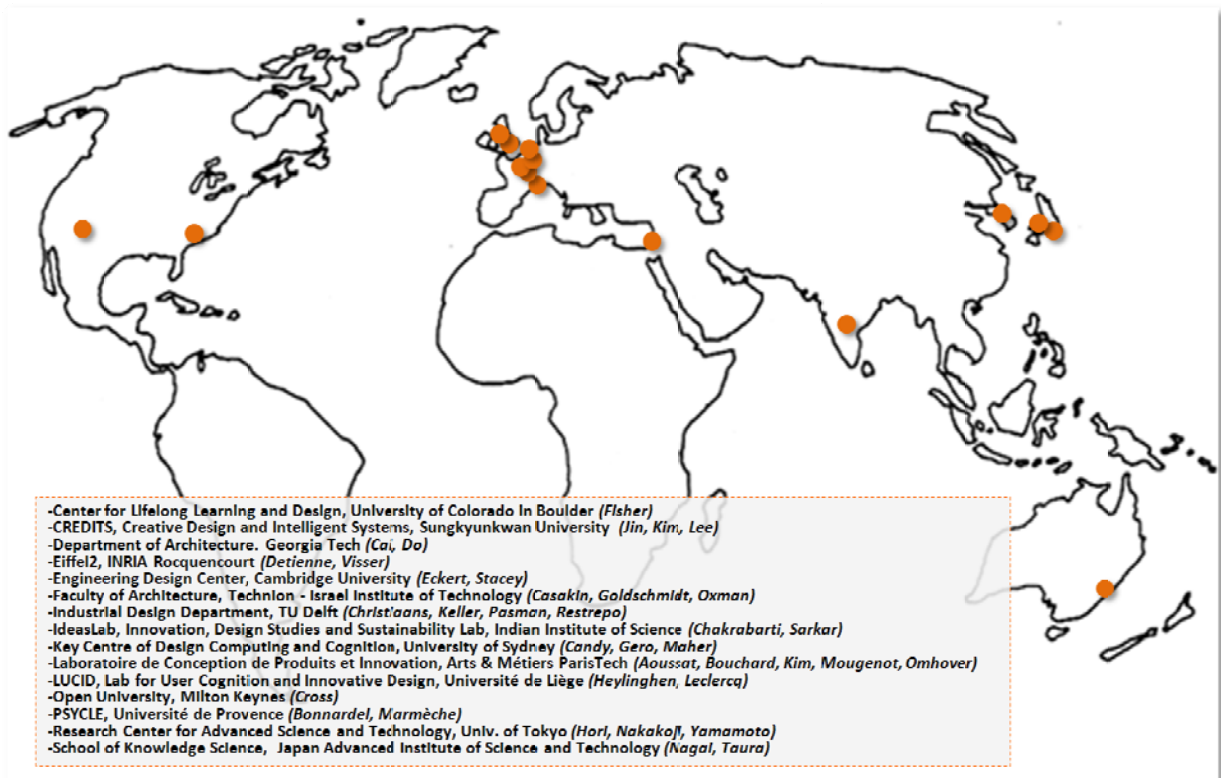 -Center for Lifelong Learning and Design, University of Colorado in Boulder (Fisher)
-CREDITS, Creative Design and Intelligent Systems, Sungkyunkwan University (Jin, Kim, Lee)
-Department of Architecture. Georgia Tech (Cai, Do)
-Eiffel2, INRIA Rocquencourt (Detienne, Visser)
-Engineering Design Center, Cambridge University (Eckert, Stacey)
-Faculty of Architecture, Technion - Israel Institute of Technology (Casakin, Goldschmidt, Oxman)
-Industrial Design Department, TU Delft (Christiaans, Keller, Pasman, Restrepo)
-IdeasLab, Innovation, Design Studies and Sustainability Lab, Indian Institute of Science (Chakrabarti, Sarkar)
-Key Centre of Design Computing and Cognition, University of Sydney (Candy, Gero, Maher)
-Laboratoire de Conception de Produits et Innovation, Arts & Métiers ParisTech (Aoussat, Bouchard, Kim, Mougenot, Omhover)
-LUCID, Lab for User Cognition and Innovative Design, Université de Liège (Heylinghen, Leclercq)
-Open University, Milton Keynes (Cross)
-PSYCLE, Université de Provence (Bonnardel, Marmèche)
-Research Center for Advanced Science and Technology, Univ. of Tokyo (Hori, Nakakoji, Yamamoto)
-School of Knowledge Science, Japan Advanced Institute of Science and Technology (Nagai, Taura)